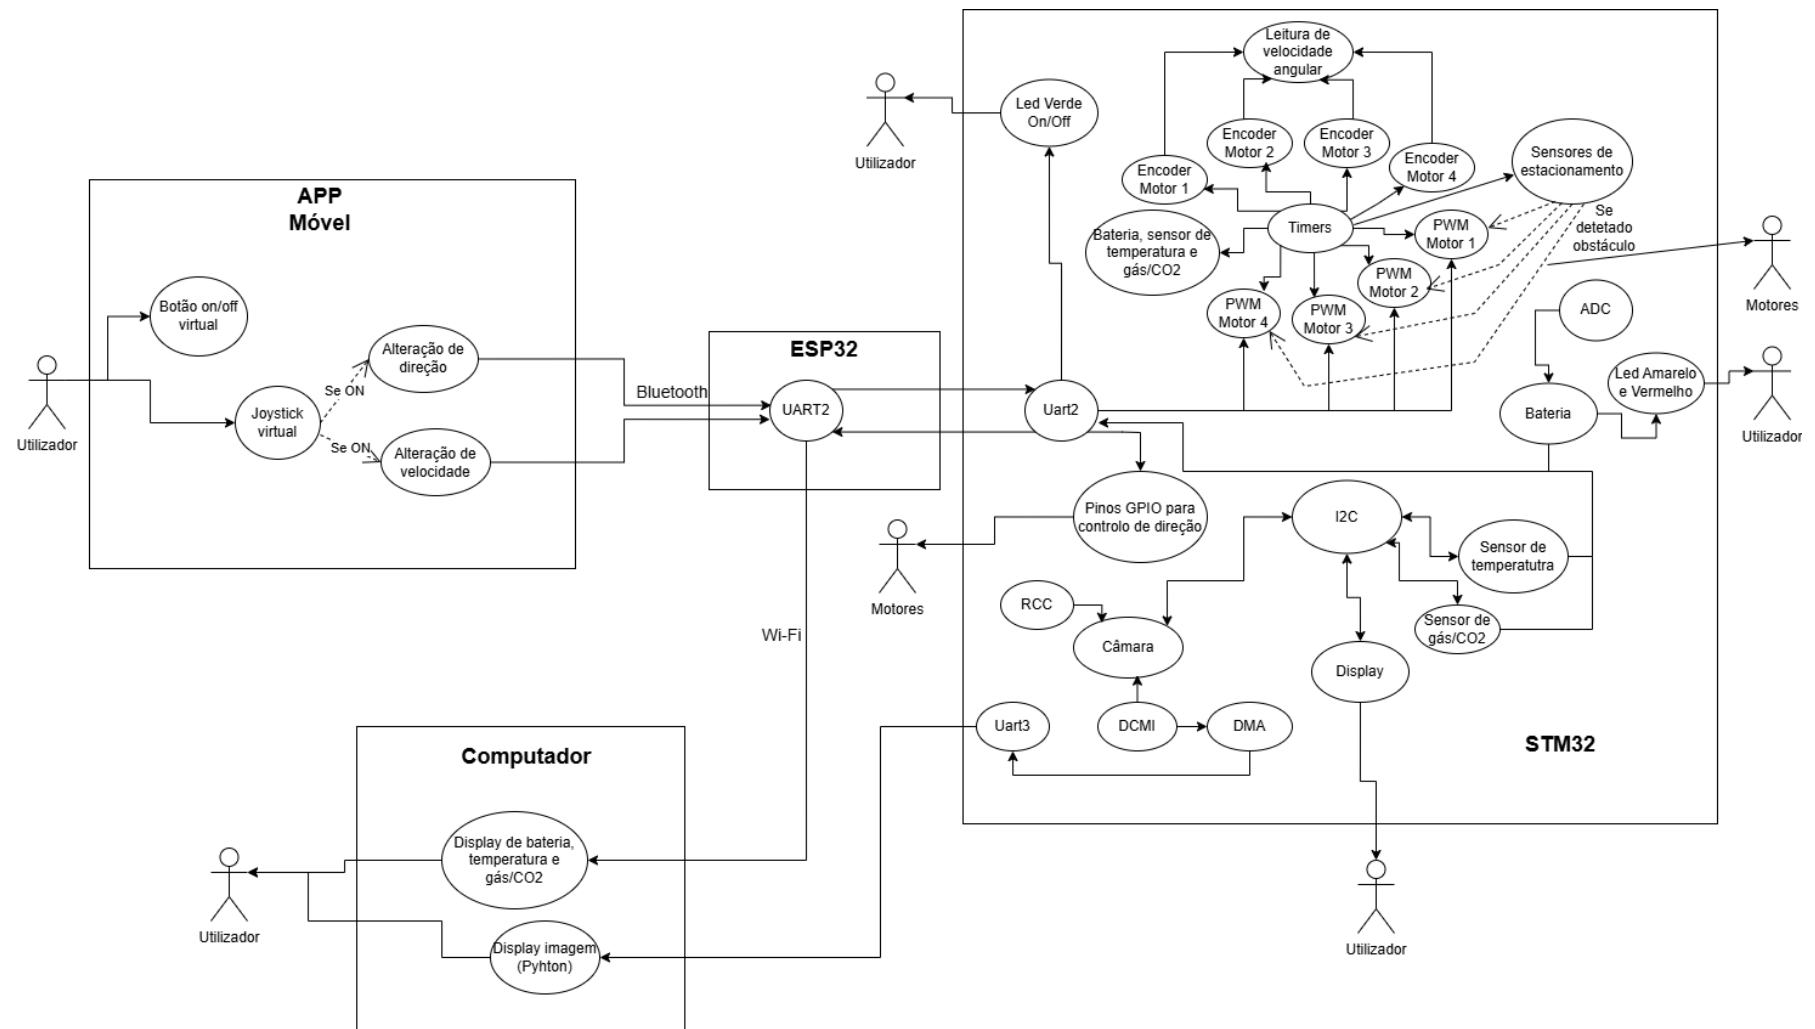 APP
Móvel
Botão on/off
virtual
Joystick
virtual
Se ON
Se ON
Alteração de
direção
Alteração de
velocidade
Utilizador
Bluetooth
ESP32
UART2
Wi-Fi
Computador
Display de bateria,
temperatura e
gás/CO2
Display imagem
(Pyhton)
Utilizador
Utilizador
Led Verde
On/Off
Leitura de
velocidade
angular
Encoder
Motor 1
Encoder
Motor 2
Encoder
Motor 3
Encoder
Motor 4
Sensores de
estacionamento
Timers
Bateria, sensor de
temperatura e
gás/CO2
PWM
Motor 1
PWM
Motor 2
PWM
Motor 3
PWM
Motor 4
Se
detetado
obstáculo
Motores
ADC
Led Amarelo
e Vermelho
Bateria
Utilizador
Uart2
Pinos GPIO para
controlo de direção
Motores
I2C
Sensor de
temperatutra
Sensor de
gás/CO2
RCC
Câmara
Display
Uart3
DCMI
DMA
STM32
Utilizador